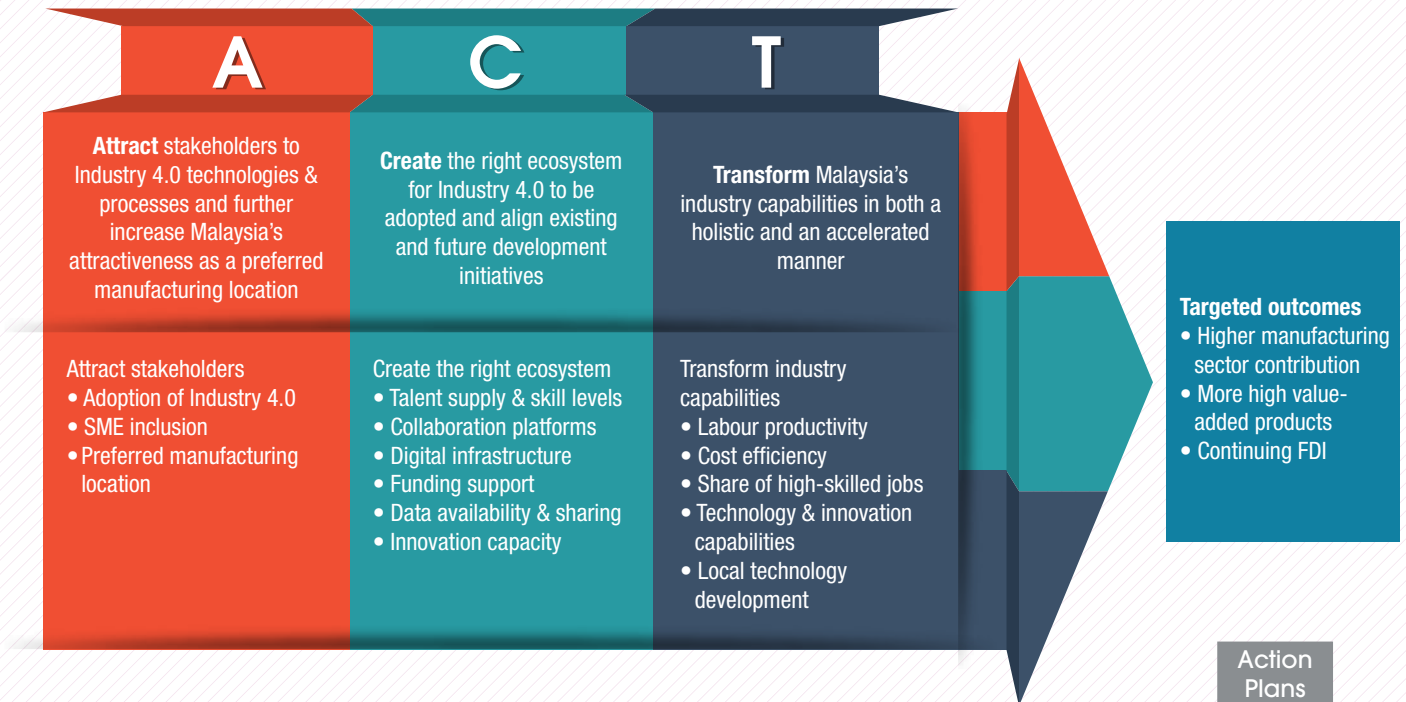 A
C
T
Attract stakeholders to
Industry 4.0 technologies &
processes and further
increase Malaysia's
attractiveness as a preferred
manufacturing location
Create the right ecosystem
for Industry 4.0 to be
adopted and align existing
and future development
initiatives
Transform Malaysia's
industry capabilities in both a
holistic and an accelerated
manner
Attract stakeholders
• Adoption of Industry 4.0
• SME inclusion
• Preferred manufacturing
location
Create the right ecosystem
• Talent supply & skill levels
• Collaboration platforms
• Digital infrastructure
• Funding support
• Data availability & sharing
• Innovation capacity
Transform industry
capabilities
• Labour productivity
• Cost efficiency
• Share of high-skilled jobs
• Technology & innovation
capabilities
• Local technology
development
Targeted outcomes
• Higher manufacturing
sector contribution
• More high value-
added products
• Continuing FDI
Action
Plans